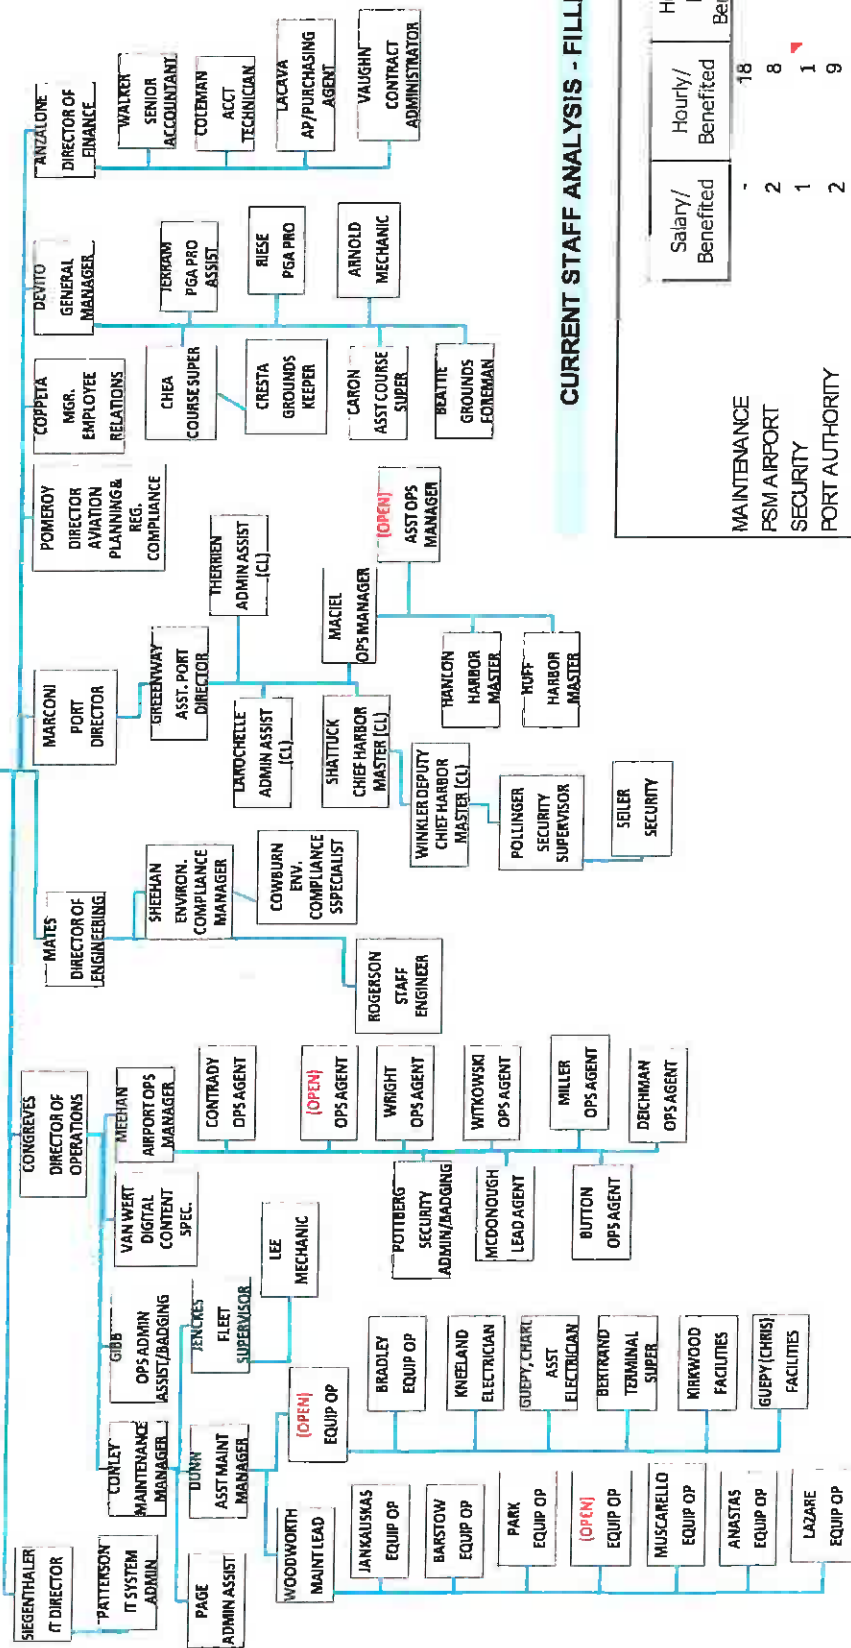 SIEGENTHALER
IT DIRECTOR
PATTERSON
IT SYSTEM
ADMIN
CONGREVES
DIRECTOR OF
OPERATIONS
CONLEY
MAINTENANCE
MANAGER
GIBB
OPS ADMIN
ASSIST/BADGING
VAN WERT
DIGITAL
CONTENT
SPEC.
MEEHAN
AIRPORT OPS
MANAGER
PAGE
ADMIN ASSIST
DUNN
ASST MAINT
MANAGER
JENCKES
FLEET
SUPERVISOR
LEE
MECHANIC
WOODWORTH
MAINT LEAD
(OPEN)
EQUIP OP
JANKAUSKAS
EQUIP OP
BARSTOW
EQUIP OP
PARK
EQUIP OP
(OPEN)
EQUIP OP
MUSCARELLO
EQUIP OP
ANASTAS
EQUIP OP
LAZARE
EQUIP OP
BRADLEY
EQUIP OP
KNEELAND
ELECTRICIAN
GUEPY, CHARL
ASST
ELECTRICIAN
BERTRAND
TERMINAL
SUPER
KIRKWOOD
FACILITIES
GUEPY (CHRIS)
FACILITIES
CONTRADY
OPS AGENT
(OPEN)
OPS AGENT
WRIGHT
OPS AGENT
WITKOWSKI
OPS AGENT
MILLER
OPS AGENT
DEICHMAN
OPS AGENT
POTTBERG
SECURITY
ADMIN/BADGING
MCDONOUGH
LEAD AGENT
BUTTON
OPS AGENT
MATES
DIRECTOR OF
ENGINEERING
SHEEHAN
ENVIRON.
COMPLIANCE
MANAGER
COWBURN
ENV.
COMPLIANCE
SSPECIALIST
ROGERSON
STAFF
ENGINEER
MARCONI
PORT
DIRECTOR
GREEENWAY
ASST. PORT
DIRECTOR
THERRIEN
ADMIN ASSIST
(CL)
LAROCHELLE
ADMIN ASSIST
(CL)
MACIEL
OPS MANAGER
(OPEN)
ASST OPS
MANAGER
SHATTUCK
CHIEF HARBOR
MASTER (CL)
HANLON
HARBOR
MASTER
HUFF
HARBOR
MASTER
WINKLER DEPUTY
CHIEF HARBOR
MASTER (CL)
POLLINGER
SECURITY
SUPERVISOR
SEILER
SECURITY
POMEROY
DIRECTOR
AVIATION
PLANNING &
REG.
COMPLIANCE
COPPETA
MGR.
EMPLOYEE
RELATIONS
DEVITO
GENERAL
MANAGER
CHEA
COURSE SUPER
JERRAM
PGA PRO
ASSIST
CRESTA
GROUNDS
KEEPER
RIESE
PGA PRO
CARON
ASST COURSE
SUPER
ARNOLD
MECHANIC
BEATTIE
GROUNDS
FOREMAN
ANZALONE
DIRECTOR OF
FINANCE
WALKER
SENIOR
ACCOUNTANT
COLEMAN
ACCT
TECHNICIAN
LACAVA
AP/PURCHASING
AGENT
VAUGHN
CONTRACT
ADMINISTRATOR
CURRENT STAFF ANALYSIS - FILL
Salary/
Benefited
Hourly/
Benefited
MAINTENANCE - 18
PSM AIRPORT 2 8
SECURITY 1 1
PORT AUTHORITY 2 9